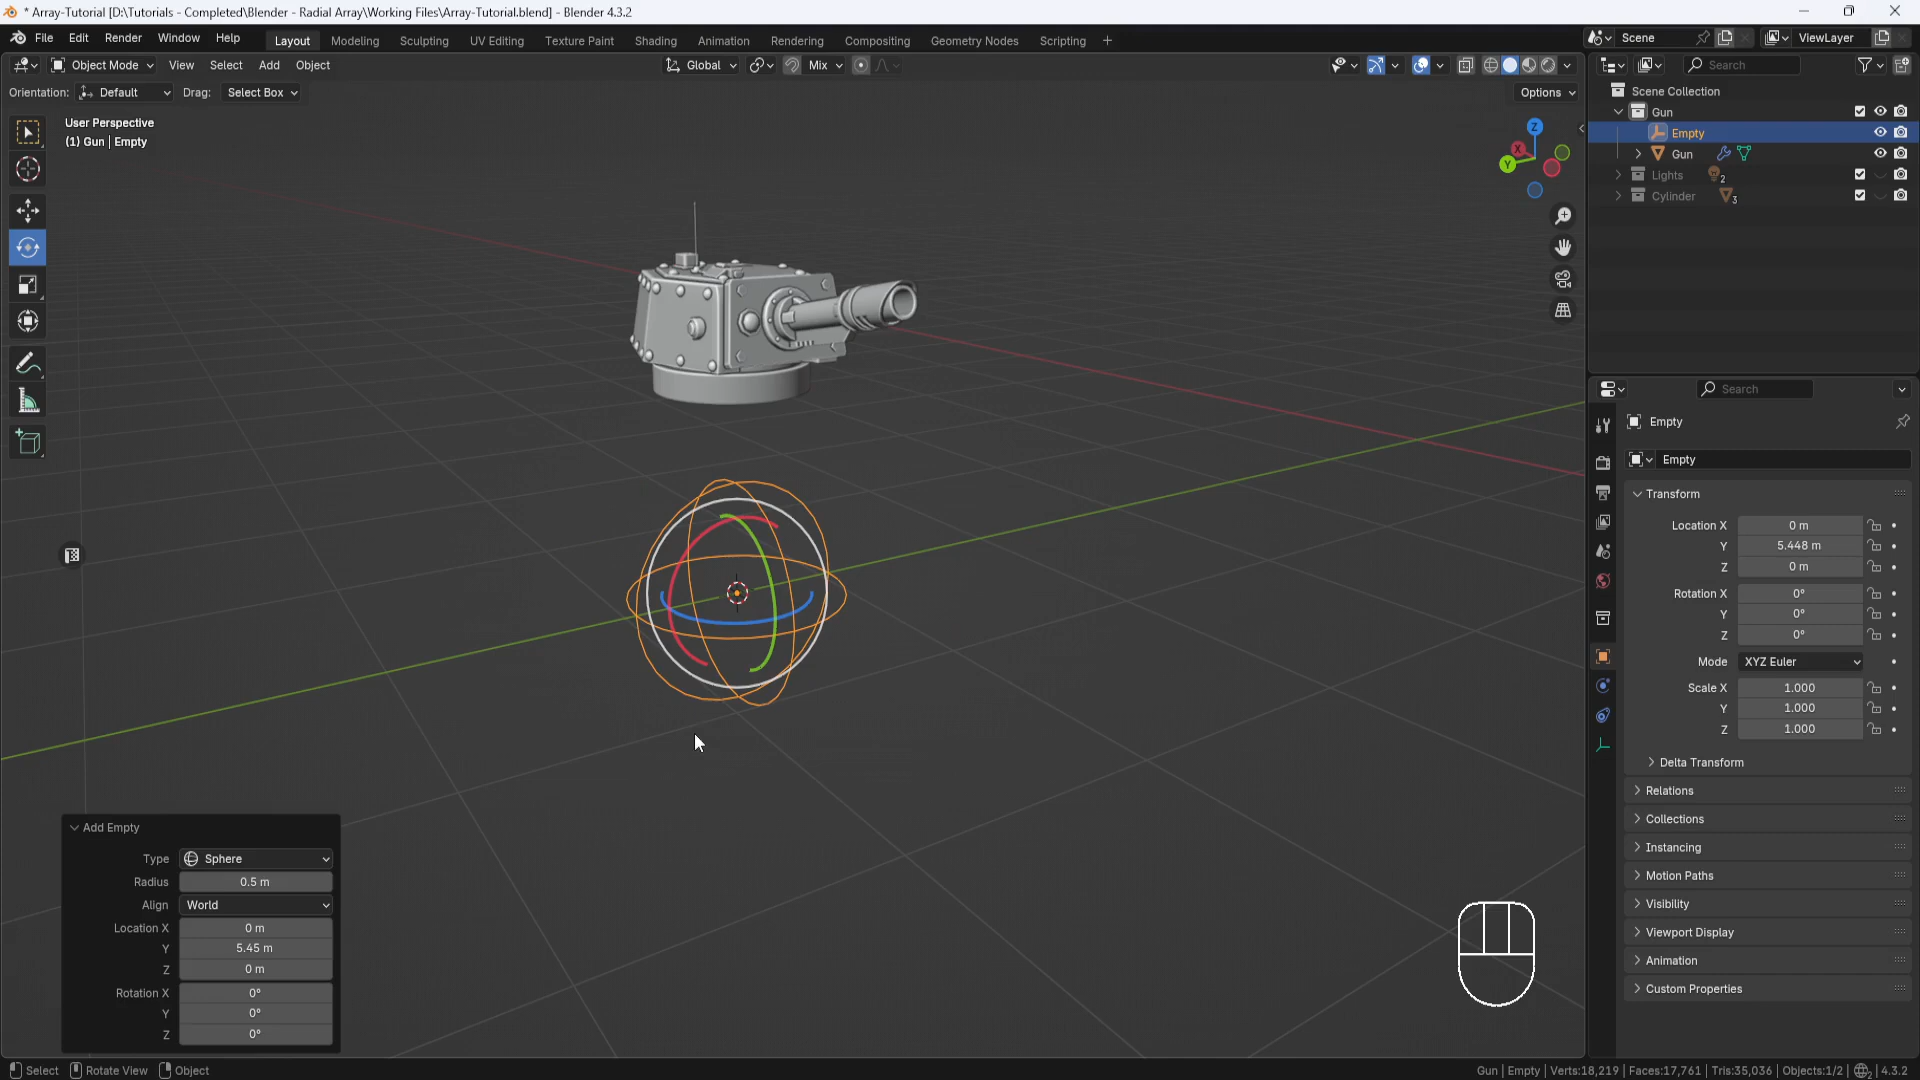 * Array-Tutorial [D:\Tutorials - Completed\Blender - Radial Array\Working Files\Array-Tutorial.blend] - Blender 4.3.2
File Edit Render Window Help Layout Modeling Sculpting UV Editing Texture Paint Shading Animation Rendering Compositing Geometry Nodes Scripting + Scene ViewLayer
Object Mode View Select Add Object Global Mix Search
Orientation: Default Drag: Select Box Options
Scene Collection
Gun
Empty
Gun
Lights 2
Cylinder 3
User Perspective
(1) Gun | Empty
Z
X
Y
Search
Empty
Empty
Transform
Location X 0 m
Y 5.448 m
Z 0 m
Rotation X 0°
Y 0°
Z 0°
Mode XYZ Euler
Scale X 1.000
Y 1.000
Z 1.000
Delta Transform
Relations
Collections
Instancing
Motion Paths
Visibility
Viewport Display
Animation
Custom Properties
Add Empty
Type Sphere
Radius 0.5 m
Align World
Location X 0 m
Y 5.45 m
Z 0 m
Rotation X 0°
Y 0°
Z 0°
Select Rotate View Object
Gun | Empty | Verts:18,219 | Faces:17,761 | Tris:35,036 | Objects:1/2 | 4.3.2